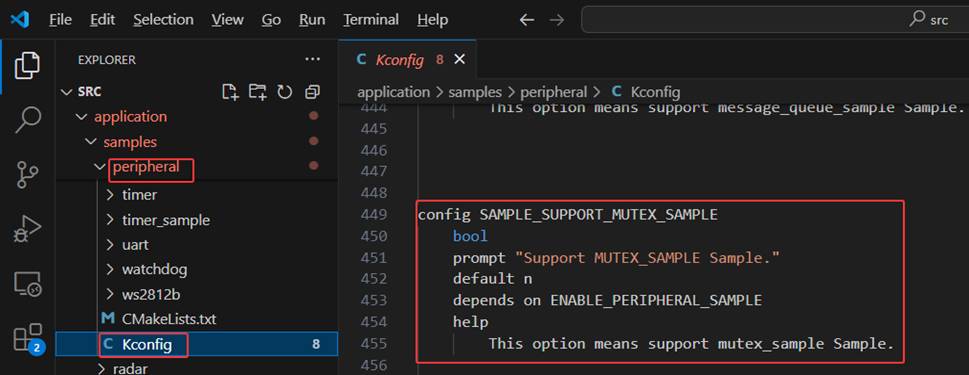 File Edit Selection View Go Run Terminal Help
src
EXPLORER
SRC
application
samples
peripheral
timer
timer_sample
uart
watchdog
ws2812b
M CMakeLists.txt
C Kconfig 8
radar
2
C Kconfig 8
application > samples > peripheral > C Kconfig
444 This option means support message_queue_sample Sample.
445
446
447
448
449 config SAMPLE_SUPPORT_MUTEX_SAMPLE
450 bool
451 prompt "Support MUTEX_SAMPLE Sample."
452 default n
453 depends on ENABLE_PERIPHERAL_SAMPLE
454 help
455 This option means support mutex_sample Sample.
456